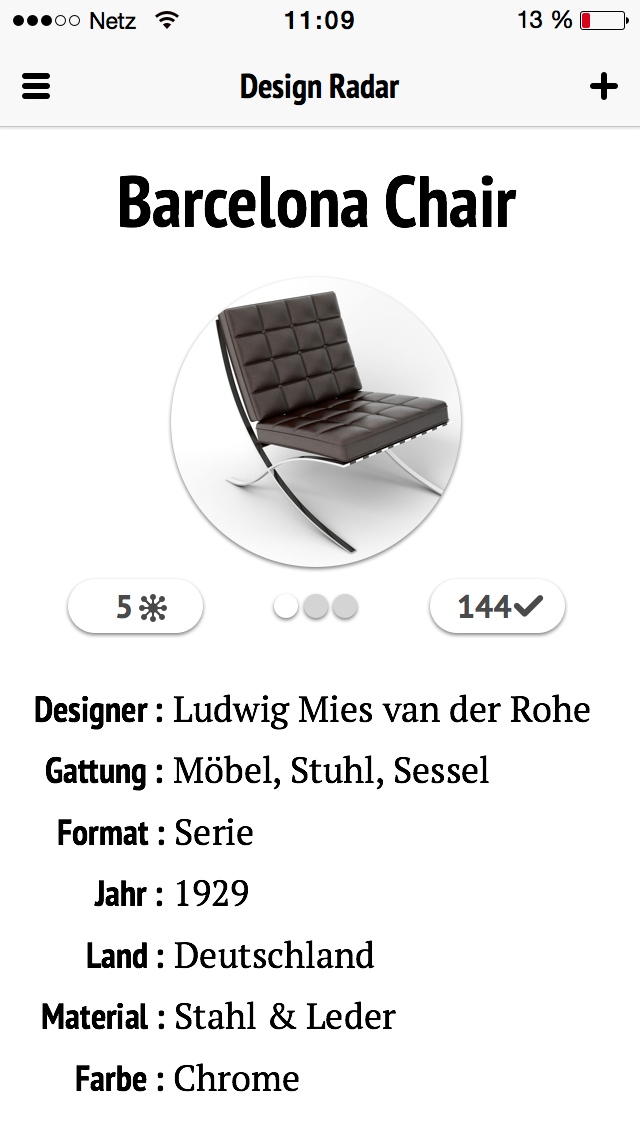 Netz 11:09 13 %
Design Radar
Barcelona Chair
5 144
Designer : Ludwig Mies van der Rohe
Gattung : Möbel, Stuhl, Sessel
Format : Serie
Jahr : 1929
Land : Deutschland
Material : Stahl & Leder
Farbe : Chrome